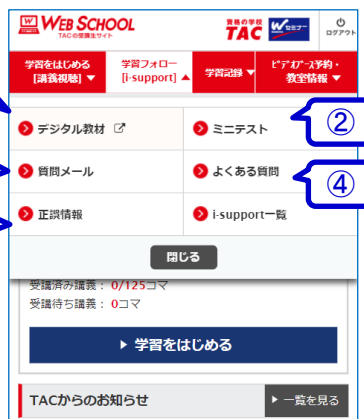 WEB SCHOOL
TACの受講生サイト
資格の学校
TAC Wセミナー
ログアウト
学習をはじめる
[講義視聴] ▼
学習フォロー
[i-support] ▲
学習記録 ▼
ビデオブース予約・
教室情報 ▼
デジタル教材
ミニテスト
②
質問メール
よくある質問
④
正誤情報
i-support一覧
閉じる
受講済み講義： 0/125コマ
受講待ち講義： 0コマ
▶ 学習をはじめる
TACからのお知らせ
▶ 一覧を見る